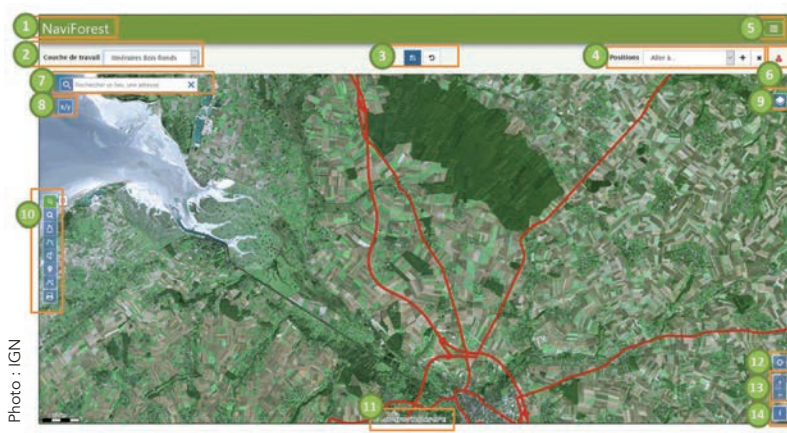 1
NaviForest
5
2
Couche de travail
Itinéraires Bois Ronds
3
4
Positions
Aller à...
6
7
Rechercher un lieu, une adresse
8
X/Y
9
10
11
12
13
14
Photo : IGN